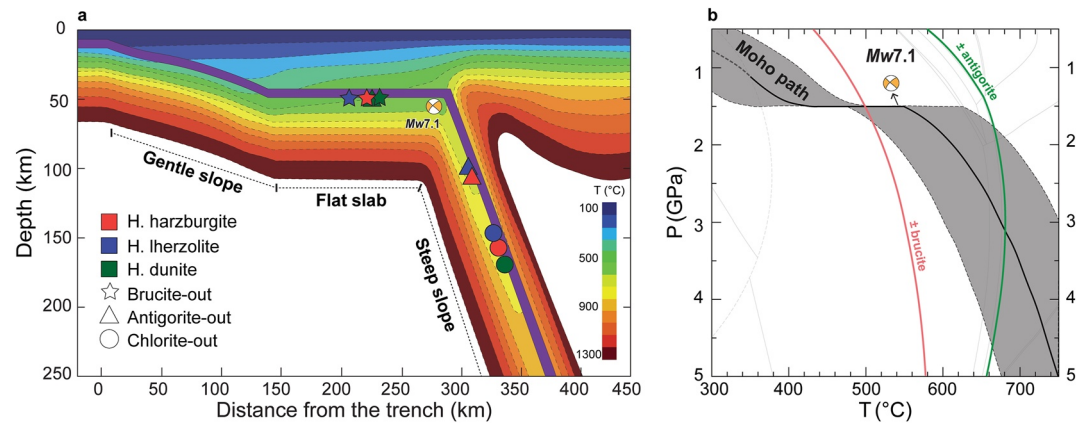 a
b
0
50
100
150
200
250
Depth (km)
0
50
100
150
200
250
300
350
400
450
Distance from the trench (km)
Mw7.1
Gentle slope
Flat slab
Steep slope
H. harzburgite
H. lherzolite
H. dunite
Brucite-out
Antigorite-out
Chlorite-out
T (°C)
100
500
900
1300
Moho path
Mw7.1
± antigorite
± brucite
1
2
3
4
5
P (GPa)
1
2
3
4
5
300
400
500
600
700
T (°C)